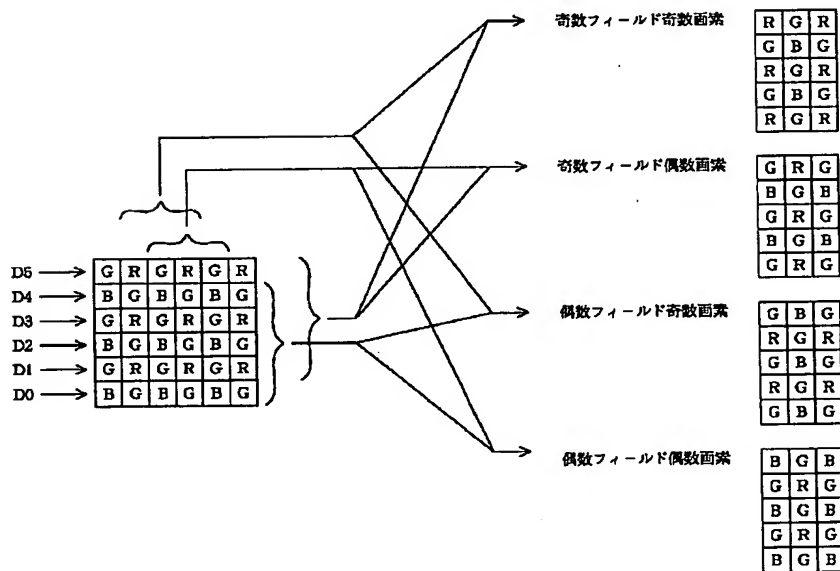 奇数フィールド奇数画素
R G R
G B G
R G R
G B G
R G R
奇数フィールド偶数画素
G R G
B G B
G R G
B G B
G R G
偶数フィールド奇数画素
G B G
R G R
G B G
R G R
G B G
偶数フィールド偶数画素
B G B
G R G
B G B
G R G
B G B
D5 G R G R G R
D4 B G B G B G
D3 G R G R G R
D2 B G B G B G
D1 G R G R G R
D0 B G B G B G